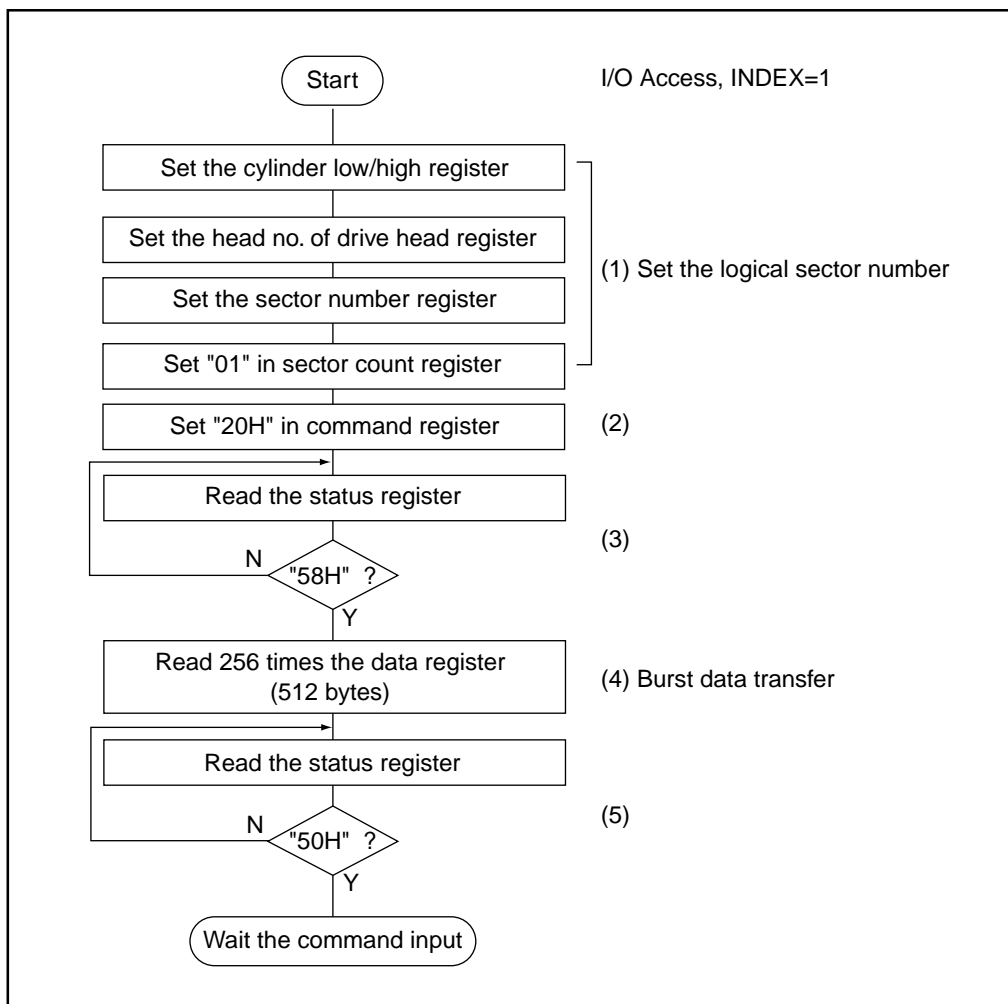 Start
I/O Access, INDEX=1
Set the cylinder low/high register
Set the head no. of drive head register
(1) Set the logical sector number
Set the sector number register
Set "01" in sector count register
Set "20H" in command register
(2)
Read the status register
(3)
N
"58H" ?
Y
Read 256 times the data register
(512 bytes)
(4) Burst data transfer
Read the status register
(5)
N
"50H" ?
Y
Wait the command input